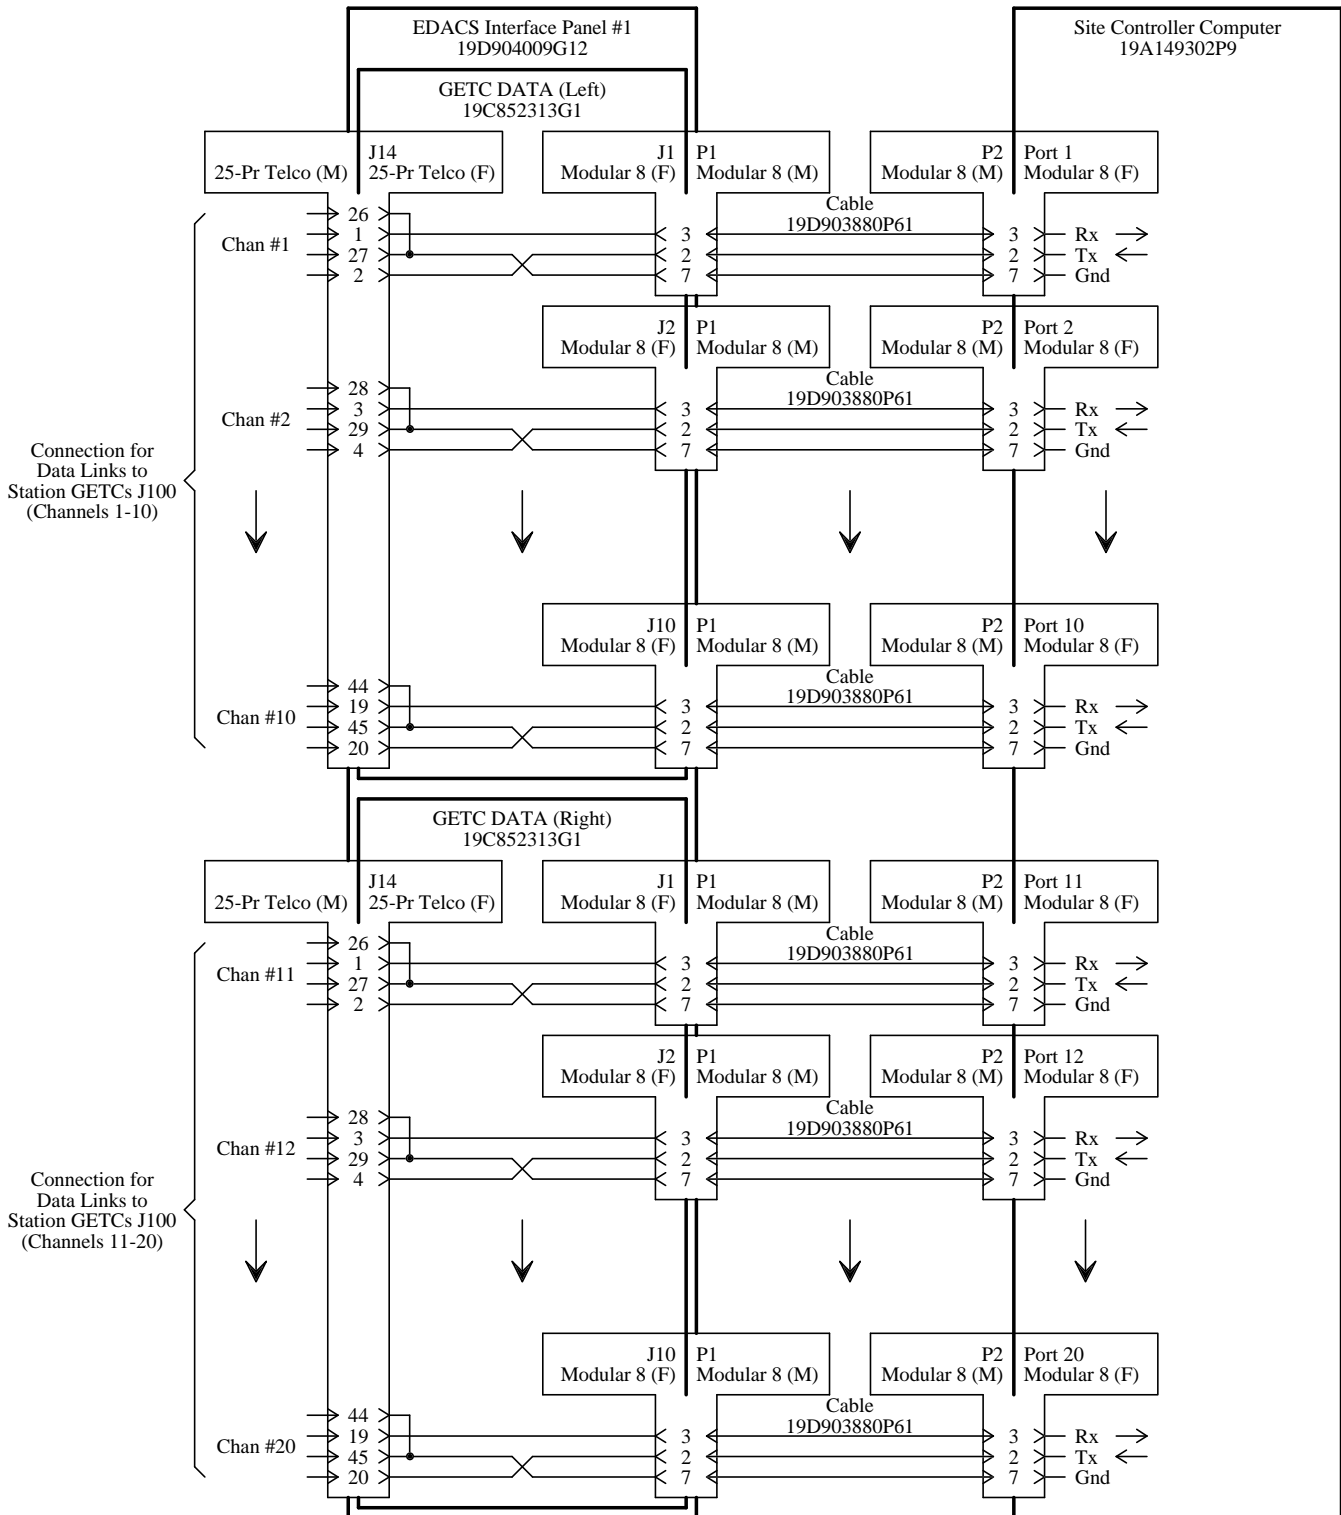 EDACS Interface Panel #1
19D904009G12
Site Controller Computer
19A149302P9
GETC DATA (Left)
19C852313G1
25-Pr Telco (M)
J14
25-Pr Telco (F)
J1
Modular 8 (F)
P1
Modular 8 (M)
P2
Modular 8 (M)
Port 1
Modular 8 (F)
Cable
19D903880P61
Chan #1
26
1
27
2
3
2
7
3
2
7
Rx
Tx
Gnd
J2
Modular 8 (F)
P1
Modular 8 (M)
P2
Modular 8 (M)
Port 2
Modular 8 (F)
Cable
19D903880P61
Chan #2
28
3
29
4
3
2
7
3
2
7
Rx
Tx
Gnd
Connection for
Data Links to
Station GETCs J100
(Channels 1-10)
J10
Modular 8 (F)
P1
Modular 8 (M)
P2
Modular 8 (M)
Port 10
Modular 8 (F)
Cable
19D903880P61
Chan #10
44
19
45
20
3
2
7
3
2
7
Rx
Tx
Gnd
GETC DATA (Right)
19C852313G1
25-Pr Telco (M)
J14
25-Pr Telco (F)
J1
Modular 8 (F)
P1
Modular 8 (M)
P2
Modular 8 (M)
Port 11
Modular 8 (F)
Cable
19D903880P61
Chan #11
26
1
27
2
3
2
7
3
2
7
Rx
Tx
Gnd
J2
Modular 8 (F)
P1
Modular 8 (M)
P2
Modular 8 (M)
Port 12
Modular 8 (F)
Cable
19D903880P61
Chan #12
28
3
29
4
3
2
7
3
2
7
Rx
Tx
Gnd
Connection for
Data Links to
Station GETCs J100
(Channels 11-20)
J10
Modular 8 (F)
P1
Modular 8 (M)
P2
Modular 8 (M)
Port 20
Modular 8 (F)
Cable
19D903880P61
Chan #20
44
19
45
20
3
2
7
3
2
7
Rx
Tx
Gnd